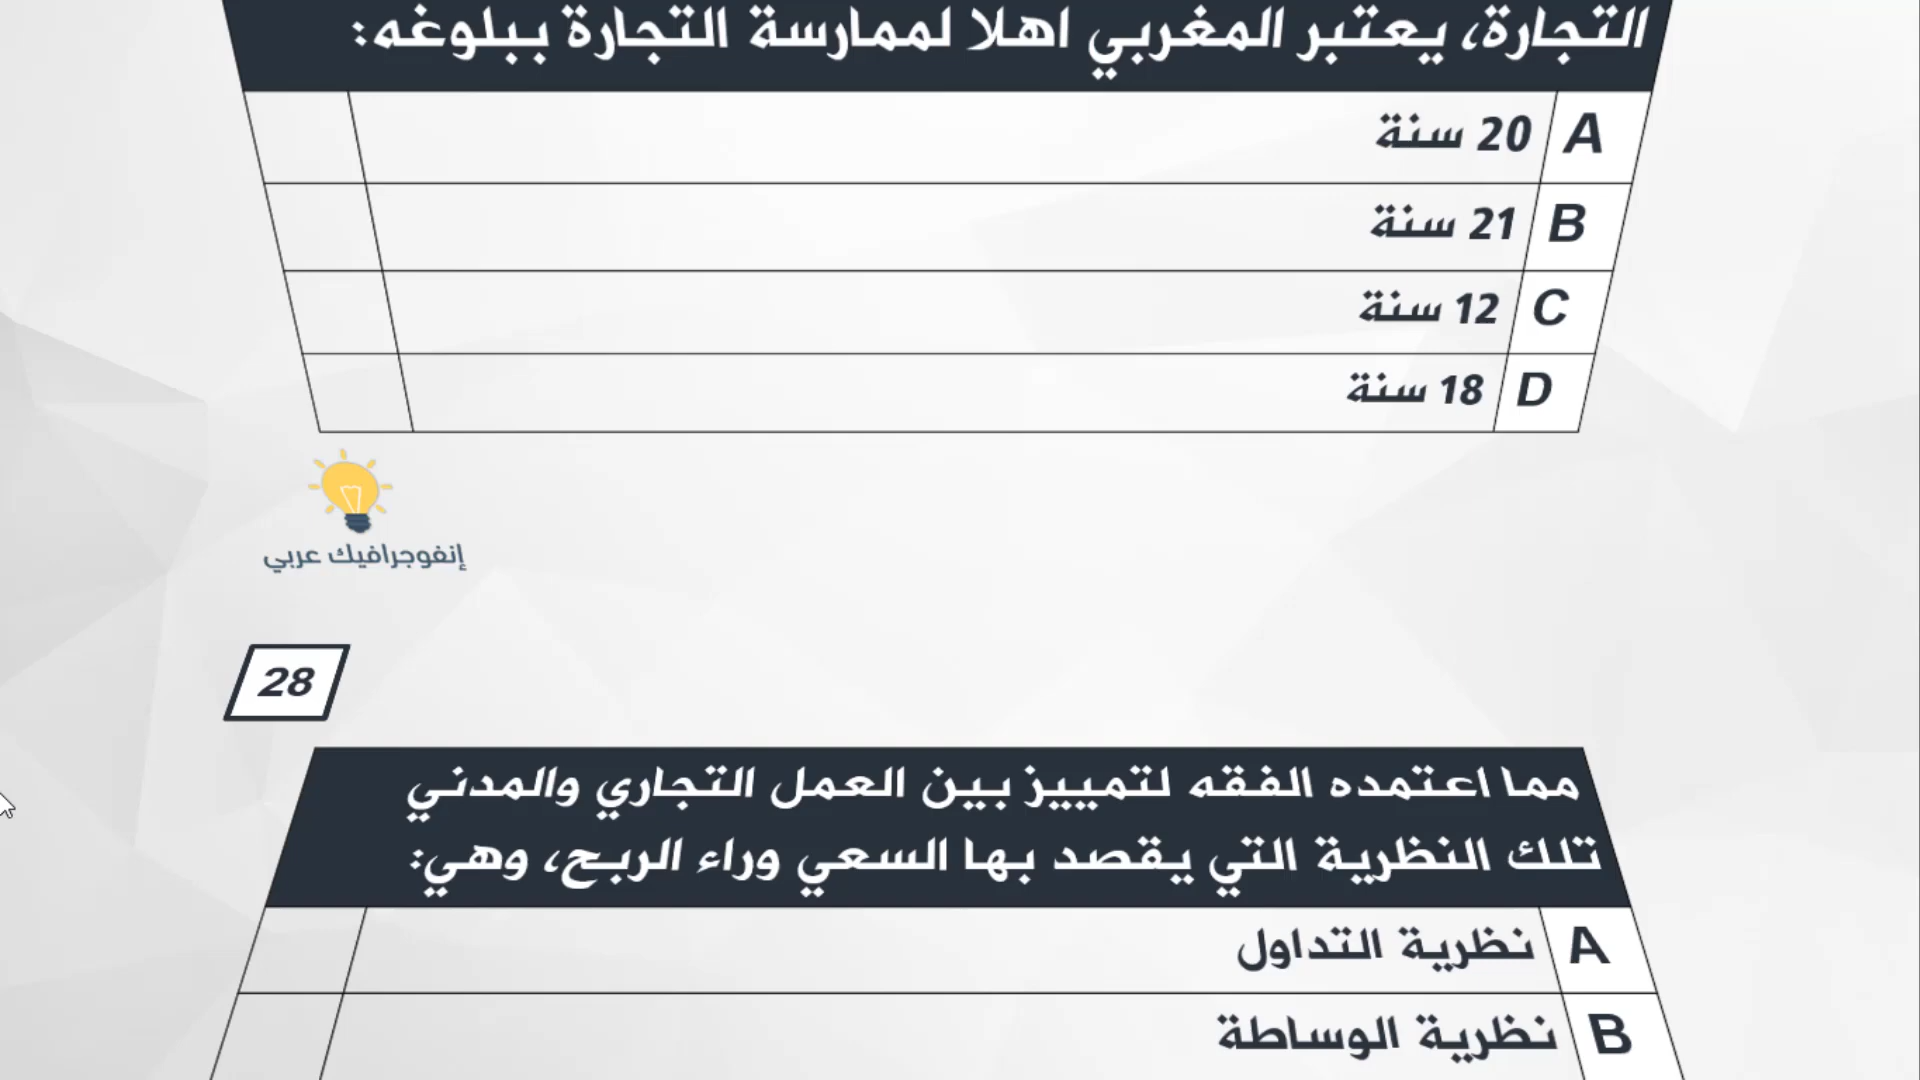 التجارة، يعتبر المغربي اهلا لممارسة التجارة ببلوغه:
A 20 سنة
B 21 سنة
C 12 سنة
D 18 سنة
إنفوجرافيك عربي
28
مما اعتمده الفقه لتمييز بين العمل التجاري والمدني
تلك النظرية التي يقصد بها السعي وراء الربح، وهي:
A نظرية التداول
B نظرية الوساطة